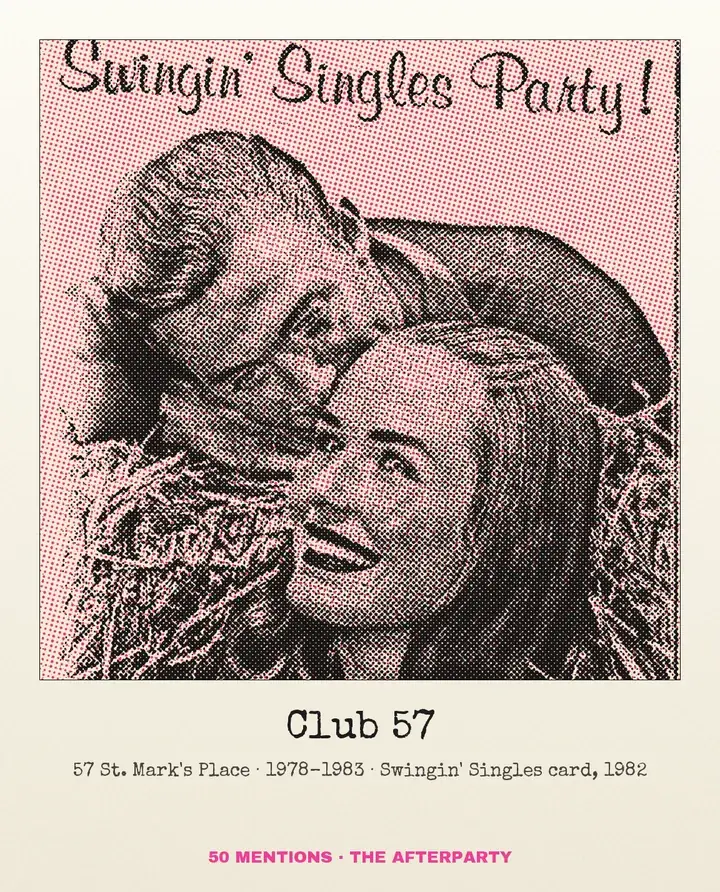 Swingin' Singles Party!
Club 57
57 St. Mark's Place · 1978–1983 · Swingin' Singles card, 1982
50 MENTIONS · THE AFTERPARTY